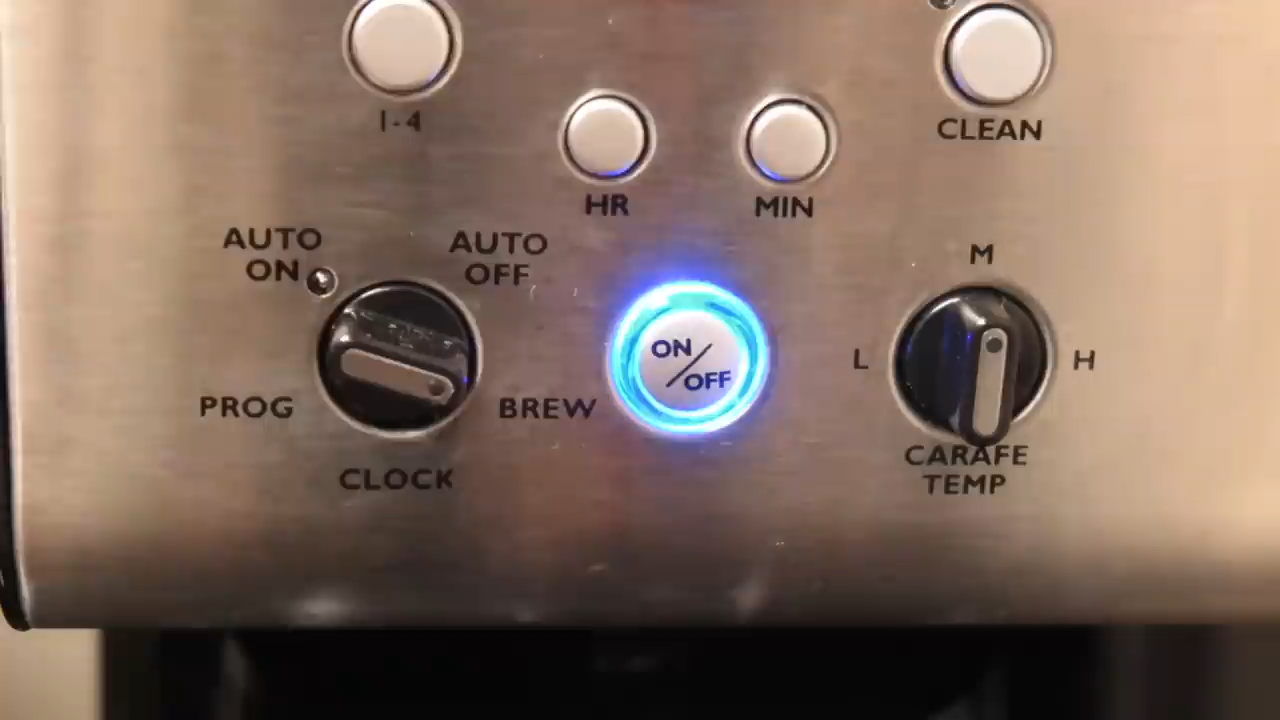 1-4
CLEAN
HR
MIN
AUTO
ON
AUTO
OFF
M
ON/OFF
L
H
PROG
BREW
CLOCK
CARAFE
TEMP